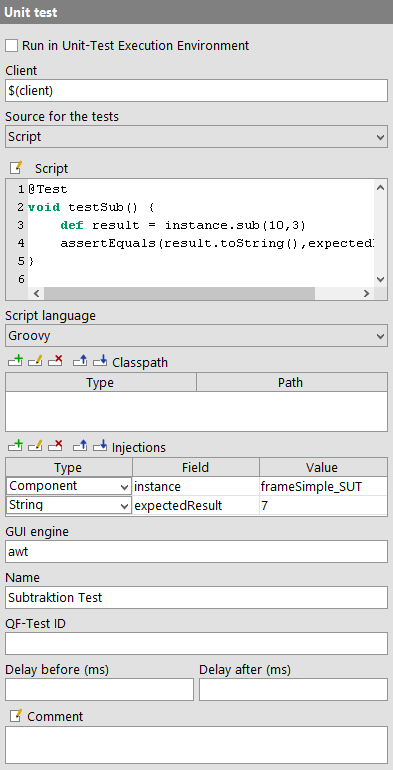 Unit test
Run in Unit-Test Execution Environment
Client
$(client)
Source for the tests
Script
Script
1 @Test
2 void testSub() {
3     def result = instance.sub(10,3)
4     assertEquals(result.toString(),expected
5 }
6
Script language
Groovy
Classpath
Type Path
Injections
Type Field Value
Component instance frameSimple_SUT
String expectedResult 7
GUI engine
awt
Name
Subtraktion Test
QF-Test ID
Delay before (ms) Delay after (ms)
Comment